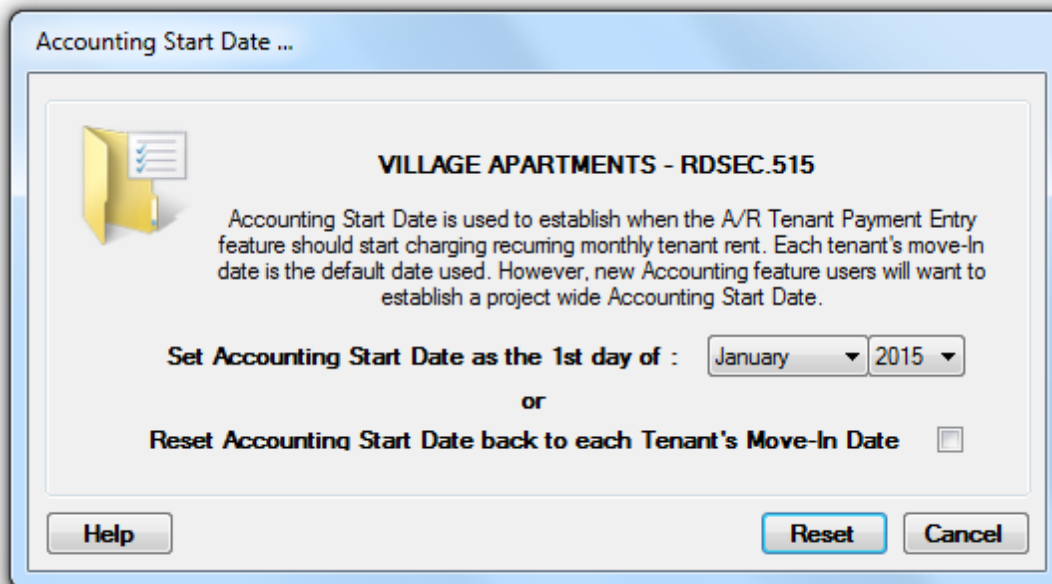 Accounting Start Date ...
VILLAGE APARTMENTS - RDSEC.515
Accounting Start Date is used to establish when the A/R Tenant Payment Entry
feature should start charging recurring monthly tenant rent. Each tenant's move-In
date is the default date used. However, new Accounting feature users will want to
establish a project wide Accounting Start Date.
Set Accounting Start Date as the 1st day of : January 2015
or
Reset Accounting Start Date back to each Tenant's Move-In Date
Help Reset Cancel